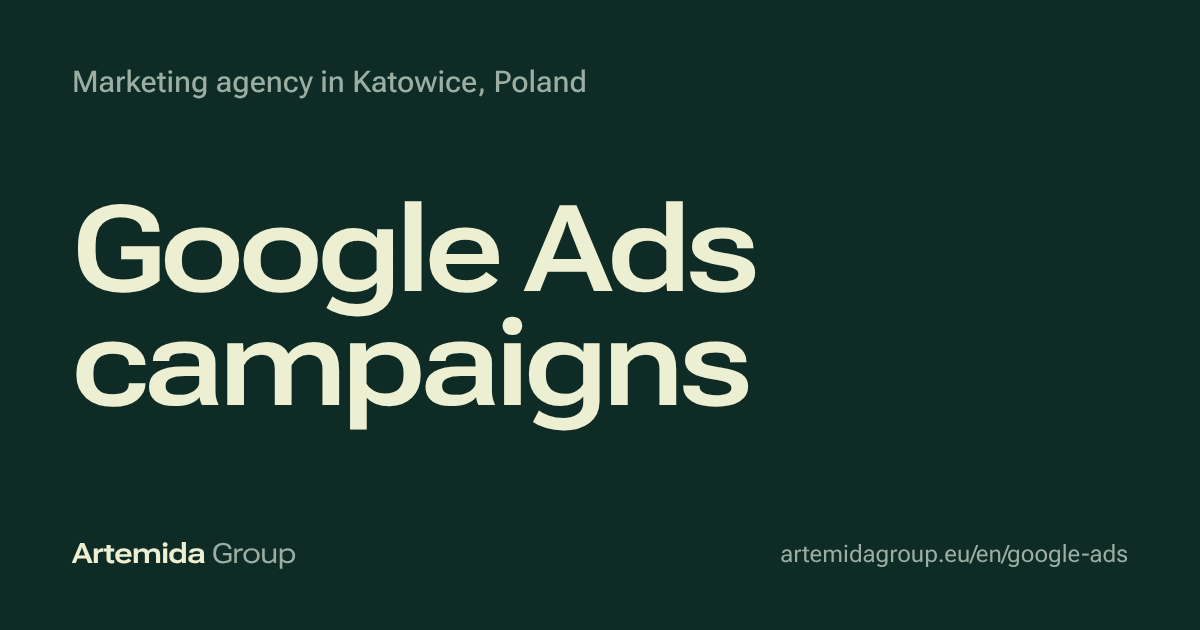 Marketing agency in Katowice, Poland
Google Ads
campaigns
Artemida Group
artemidagroup.eu/en/google-ads